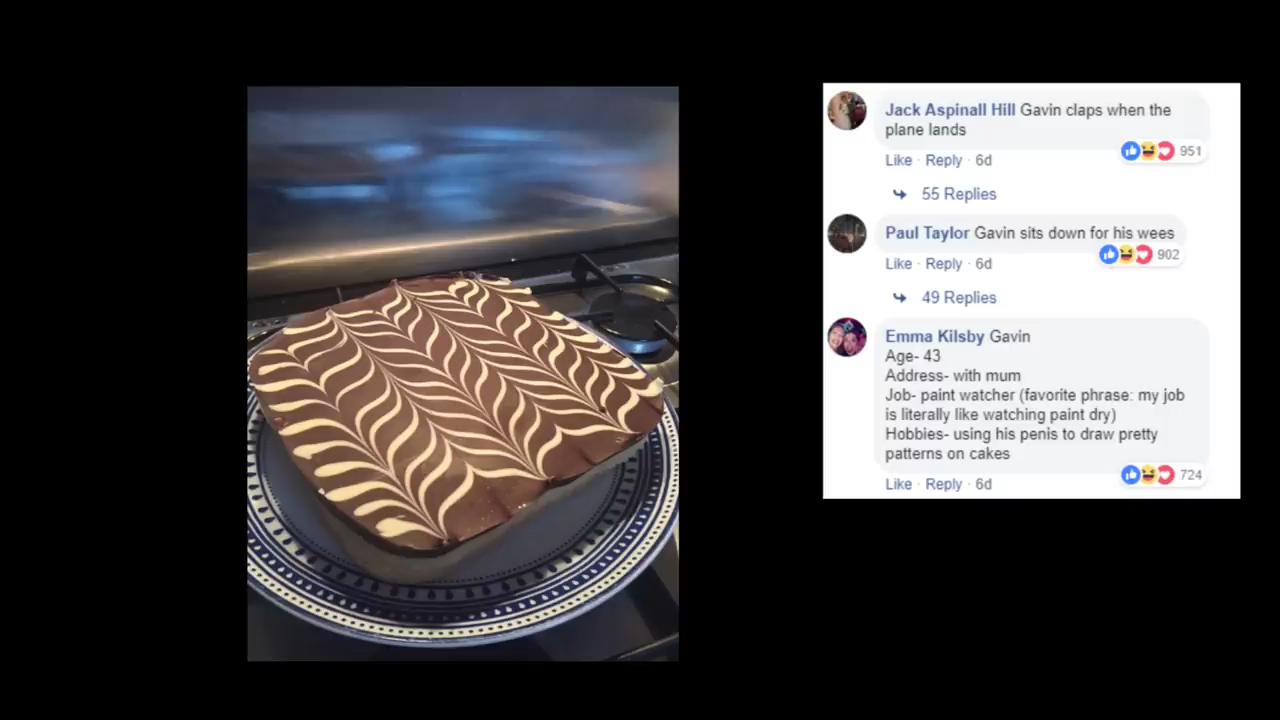 Jack Aspinall Hill Gavin claps when the
plane lands
951
Like · Reply · 6d
55 Replies
Paul Taylor Gavin sits down for his wees
902
Like · Reply · 6d
49 Replies
Emma Kilsby Gavin
Age- 43
Address- with mum
Job- paint watcher (favorite phrase: my job
is literally like watching paint dry)
Hobbies- using his penis to draw pretty
patterns on cakes
724
Like · Reply · 6d